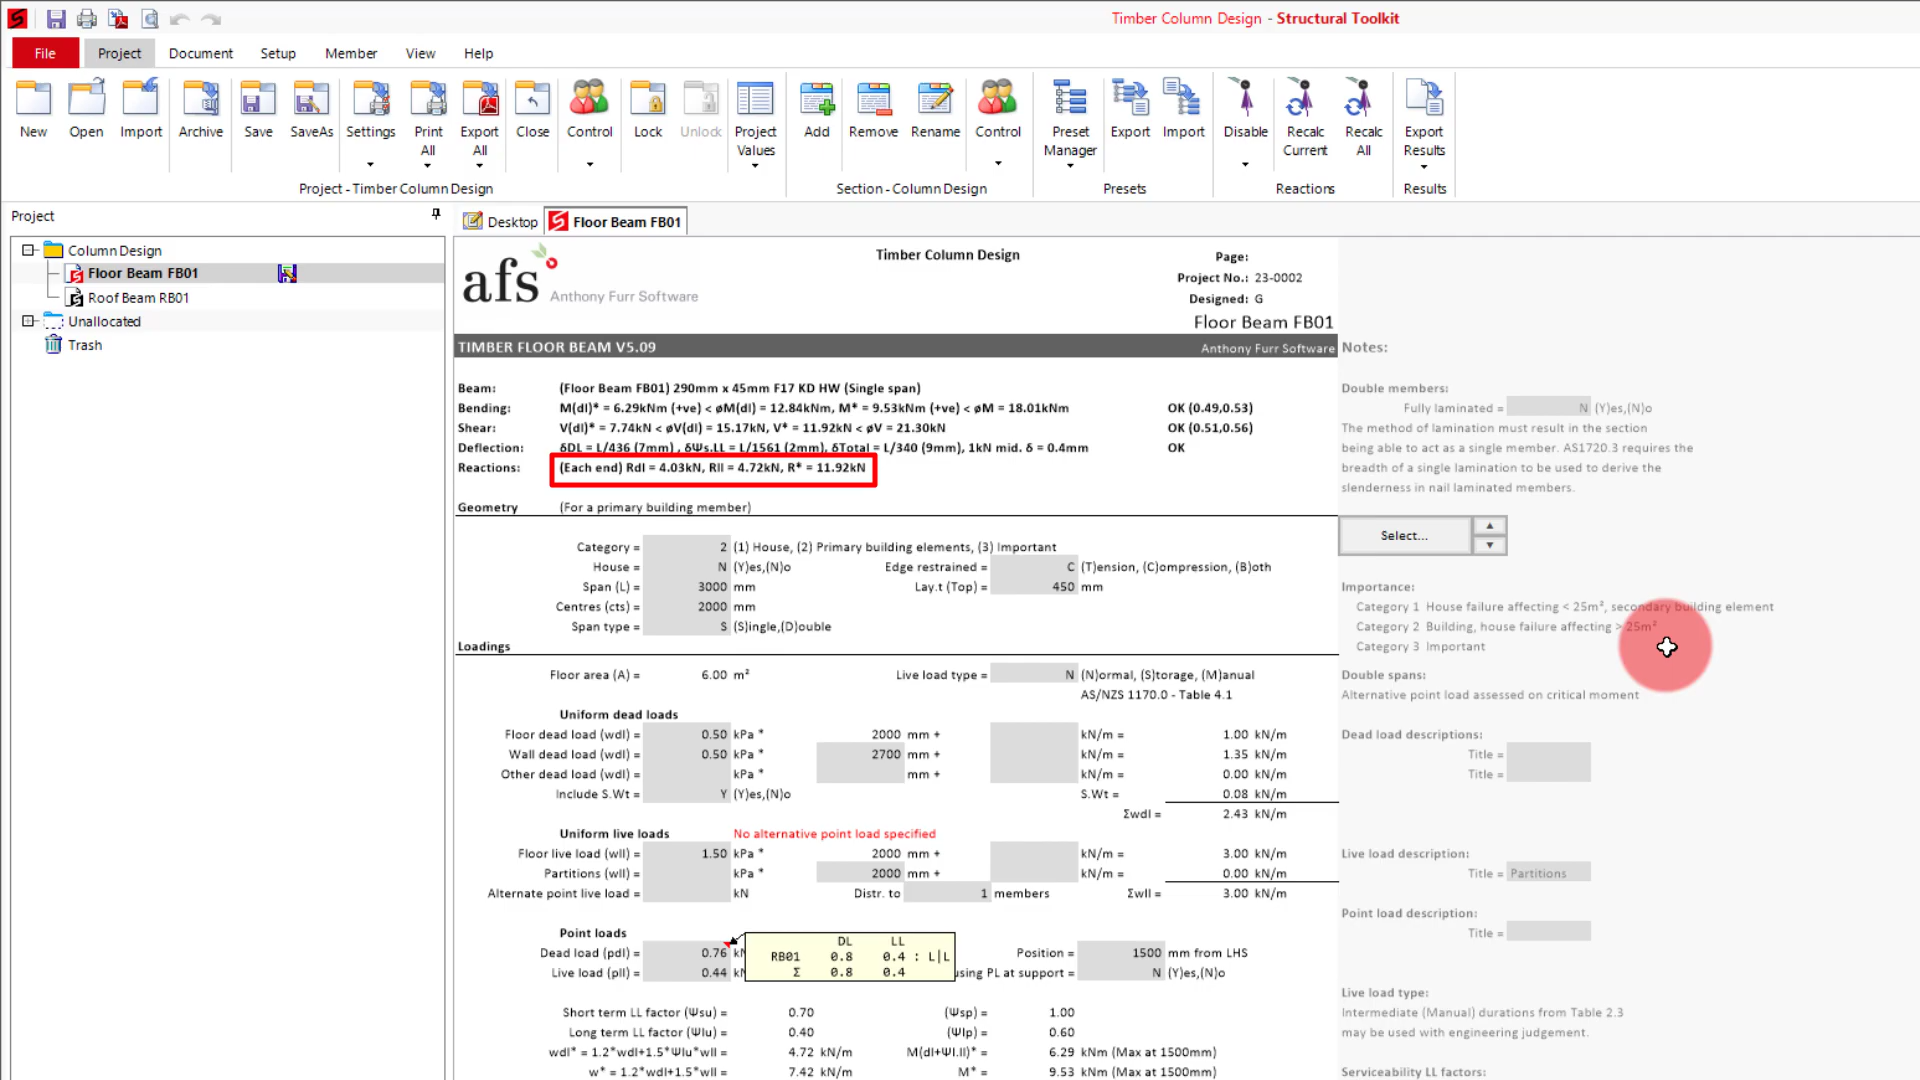 Timber Column Design - Structural Toolkit
File Project Document Setup Member View Help
New Open Import Archive Save SaveAs Settings Print All Export All Close Control Lock Unlock Project Values Add Remove Rename Control Preset Manager Export Import Disable Recalc Current Recalc All Export Results
Project - Timber Column Design Section - Column Design Presets Reactions Results
Project
Column Design
Floor Beam FB01
Roof Beam RB01
Unallocated
Trash
Desktop Floor Beam FB01
afs Anthony Furr Software
Timber Column Design
Page:
Project No.: 23-0002
Designed: G
Floor Beam FB01
TIMBER FLOOR BEAM V5.09 Anthony Furr Software
Beam: (Floor Beam FB01) 290mm x 45mm F17 KD HW (Single span)
Bending: M(dl)* = 6.29kNm (+ve) < øM(dl) = 12.84kNm, M* = 9.53kNm (+ve) < øM = 18.01kNm OK (0.49,0.53)
Shear: V(dl)* = 7.74kN < øV(dl) = 15.17kN, V* = 11.92kN < øV = 21.30kN OK (0.51,0.56)
Deflection: δDL = L/436 (7mm) , δΨs.LL = L/1561 (2mm), δTotal = L/340 (9mm), 1kN mid. δ = 0.4mm OK
Reactions: (Each end) Rdl = 4.03kN, Rll = 4.72kN, R* = 11.92kN
Geometry (For a primary building member)
Category = 2 (1) House, (2) Primary building elements, (3) Important
House = N (Y)es,(N)o Edge restrained = C (T)ension, (C)ompression, (B)oth
Span (L) = 3000 mm Lay.t (Top) = 450 mm
Centres (cts) = 2000 mm
Span type = S (S)ingle,(D)ouble
Loadings
Floor area (A) = 6.00 m² Live load type = N (N)ormal, (S)torage, (M)anual
AS/NZS 1170.0 - Table 4.1
Uniform dead loads
Floor dead load (wdl) = 0.50 kPa * 2000 mm + kN/m = 1.00 kN/m
Wall dead load (wdl) = 0.50 kPa * 2700 mm + kN/m = 1.35 kN/m
Other dead load (wdl) = kPa * mm + kN/m = 0.00 kN/m
Include S.Wt = Y (Y)es,(N)o S.Wt = 0.08 kN/m
Σwdl = 2.43 kN/m
Uniform live loads No alternative point load specified
Floor live load (wll) = 1.50 kPa * 2000 mm + kN/m = 3.00 kN/m
Partitions (wll) = kPa * 2000 mm + kN/m = 0.00 kN/m
Alternate point live load = kN Distr. to 1 members Σwll = 3.00 kN/m
Point loads
Dead load (pdl) = 0.76 Position = 1500 mm from LHS
Live load (pll) = 0.44 using PL at support = N (Y)es,(N)o
DL LL
RB01 0.8 0.4 : L|L
Σ 0.8 0.4
Short term LL factor (Ψsu) = 0.70 (Ψsp) = 1.00
Long term LL factor (Ψlu) = 0.40 (Ψlp) = 0.60
wdl* = 1.2*wdl+1.5*Ψlu*wll = 4.72 kN/m M(dl+Ψl.ll)* = 6.29 kNm (Max at 1500mm)
w* = 1.2*wdl+1.5*wll = 7.42 kN/m M* = 9.53 kNm (Max at 1500mm)
Notes:
Double members:
Fully laminated = N (Y)es,(N)o
The method of lamination must result in the section
being able to act as a single member. AS1720.3 requires the
breadth of a single lamination to be used to derive the
slenderness in nail laminated members.
Select...
Importance:
Category 1 House failure affecting < 25m², secondary building element
Category 2 Building, house failure affecting > 25m²
Category 3 Important
Double spans:
Alternative point load assessed on critical moment
Dead load descriptions:
Title =
Title =
Live load description:
Title = Partitions
Point load description:
Title =
Live load type:
Intermediate (Manual) durations from Table 2.3
may be used with engineering judgement.
Serviceability LL factors: